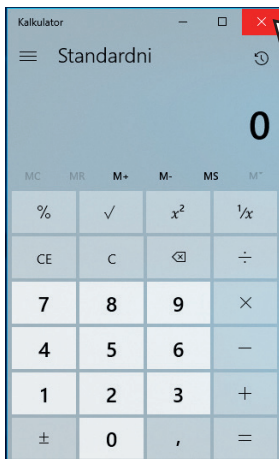 Kalkulator
Standardni
0
MC MR M+ M- MS M˅
% √ x² ¹/x
CE C ÷
7 8 9 ×
4 5 6 −
1 2 3 +
± 0 , =